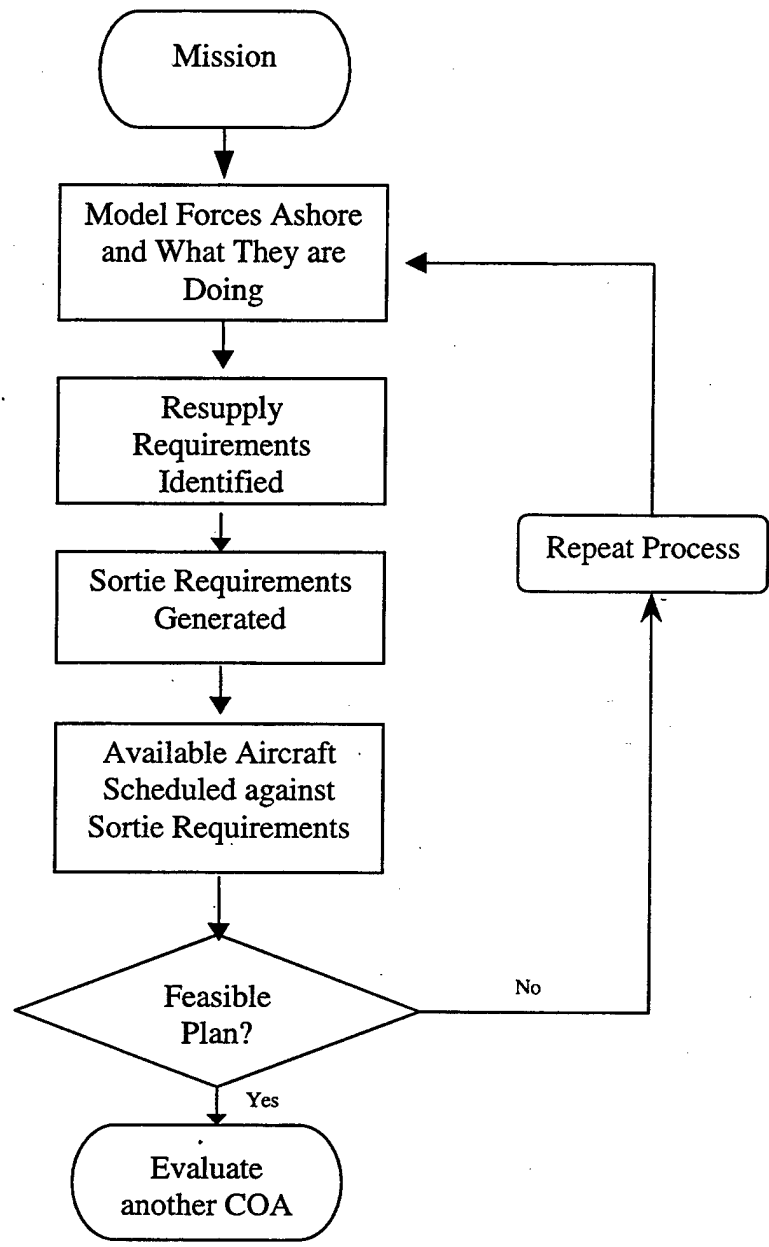 Mission
Model Forces Ashore
and What They are
Doing
Resupply
Requirements
Identified
Repeat Process
Sortie Requirements
Generated
Available Aircraft
Scheduled against
Sortie Requirements
Feasible
Plan?
No
Yes
Evaluate
another COA